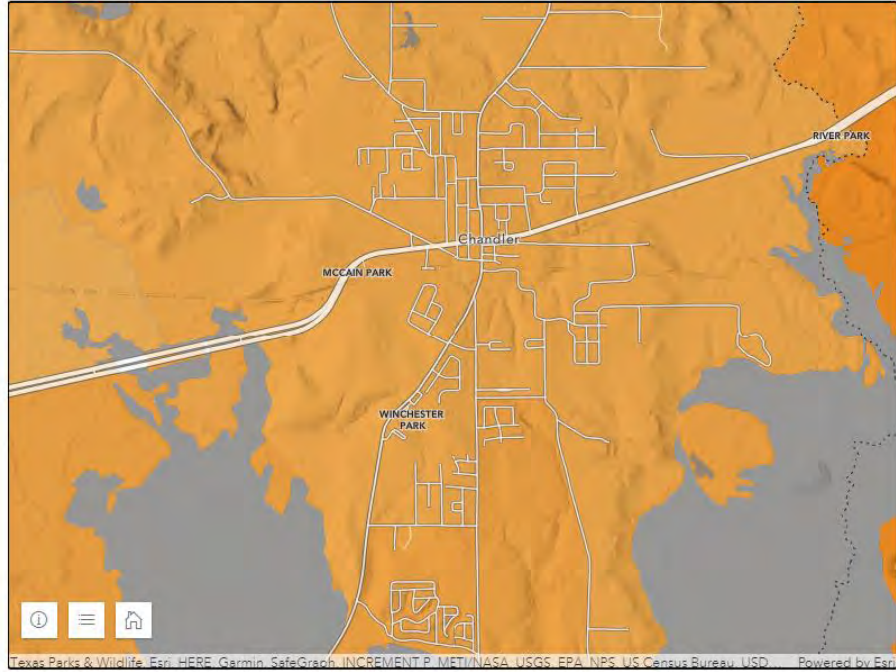 RIVER PARK
Chandler
MCCAIN PARK
WINCHESTER
PARK
Texas Parks & Wildlife, Esri, HERE, Garmin, SafeGraph, INCREMENT P, METI/NASA, USGS, EPA, NPS, US Census Bureau, USD... Powered by Esri